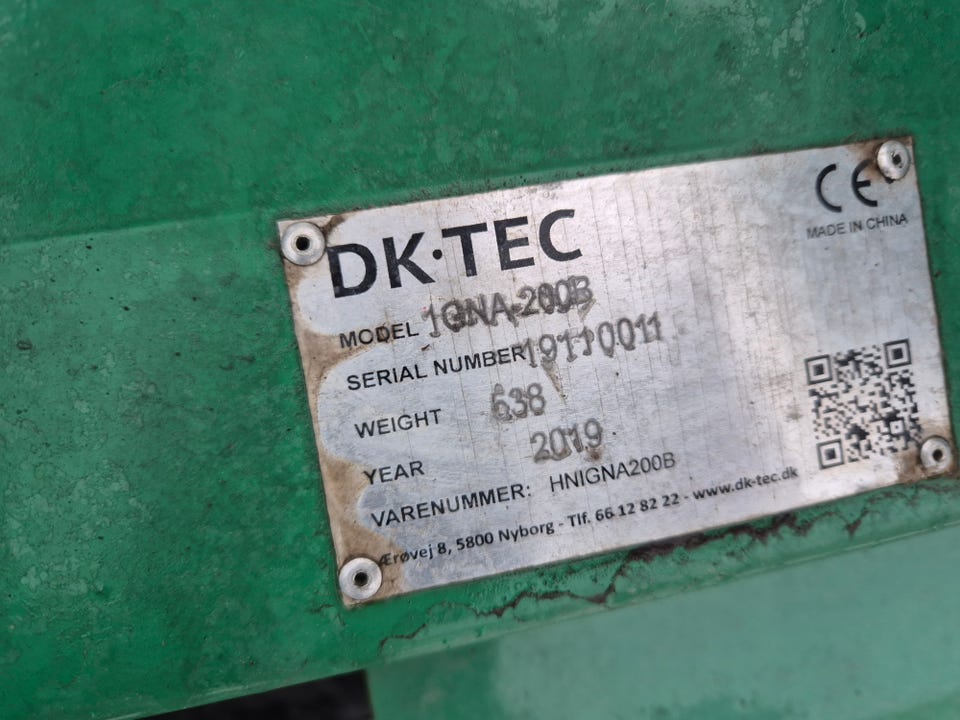 DK·TEC
CE
MADE IN CHINA
MODEL 1GNA-200B
SERIAL NUMBER 19110011
WEIGHT 638
YEAR 2019
VARENUMMER: HNIGNA200B
Ærøvej 8, 5800 Nyborg - Tlf. 66 12 82 22 - www.dk-tec.dk